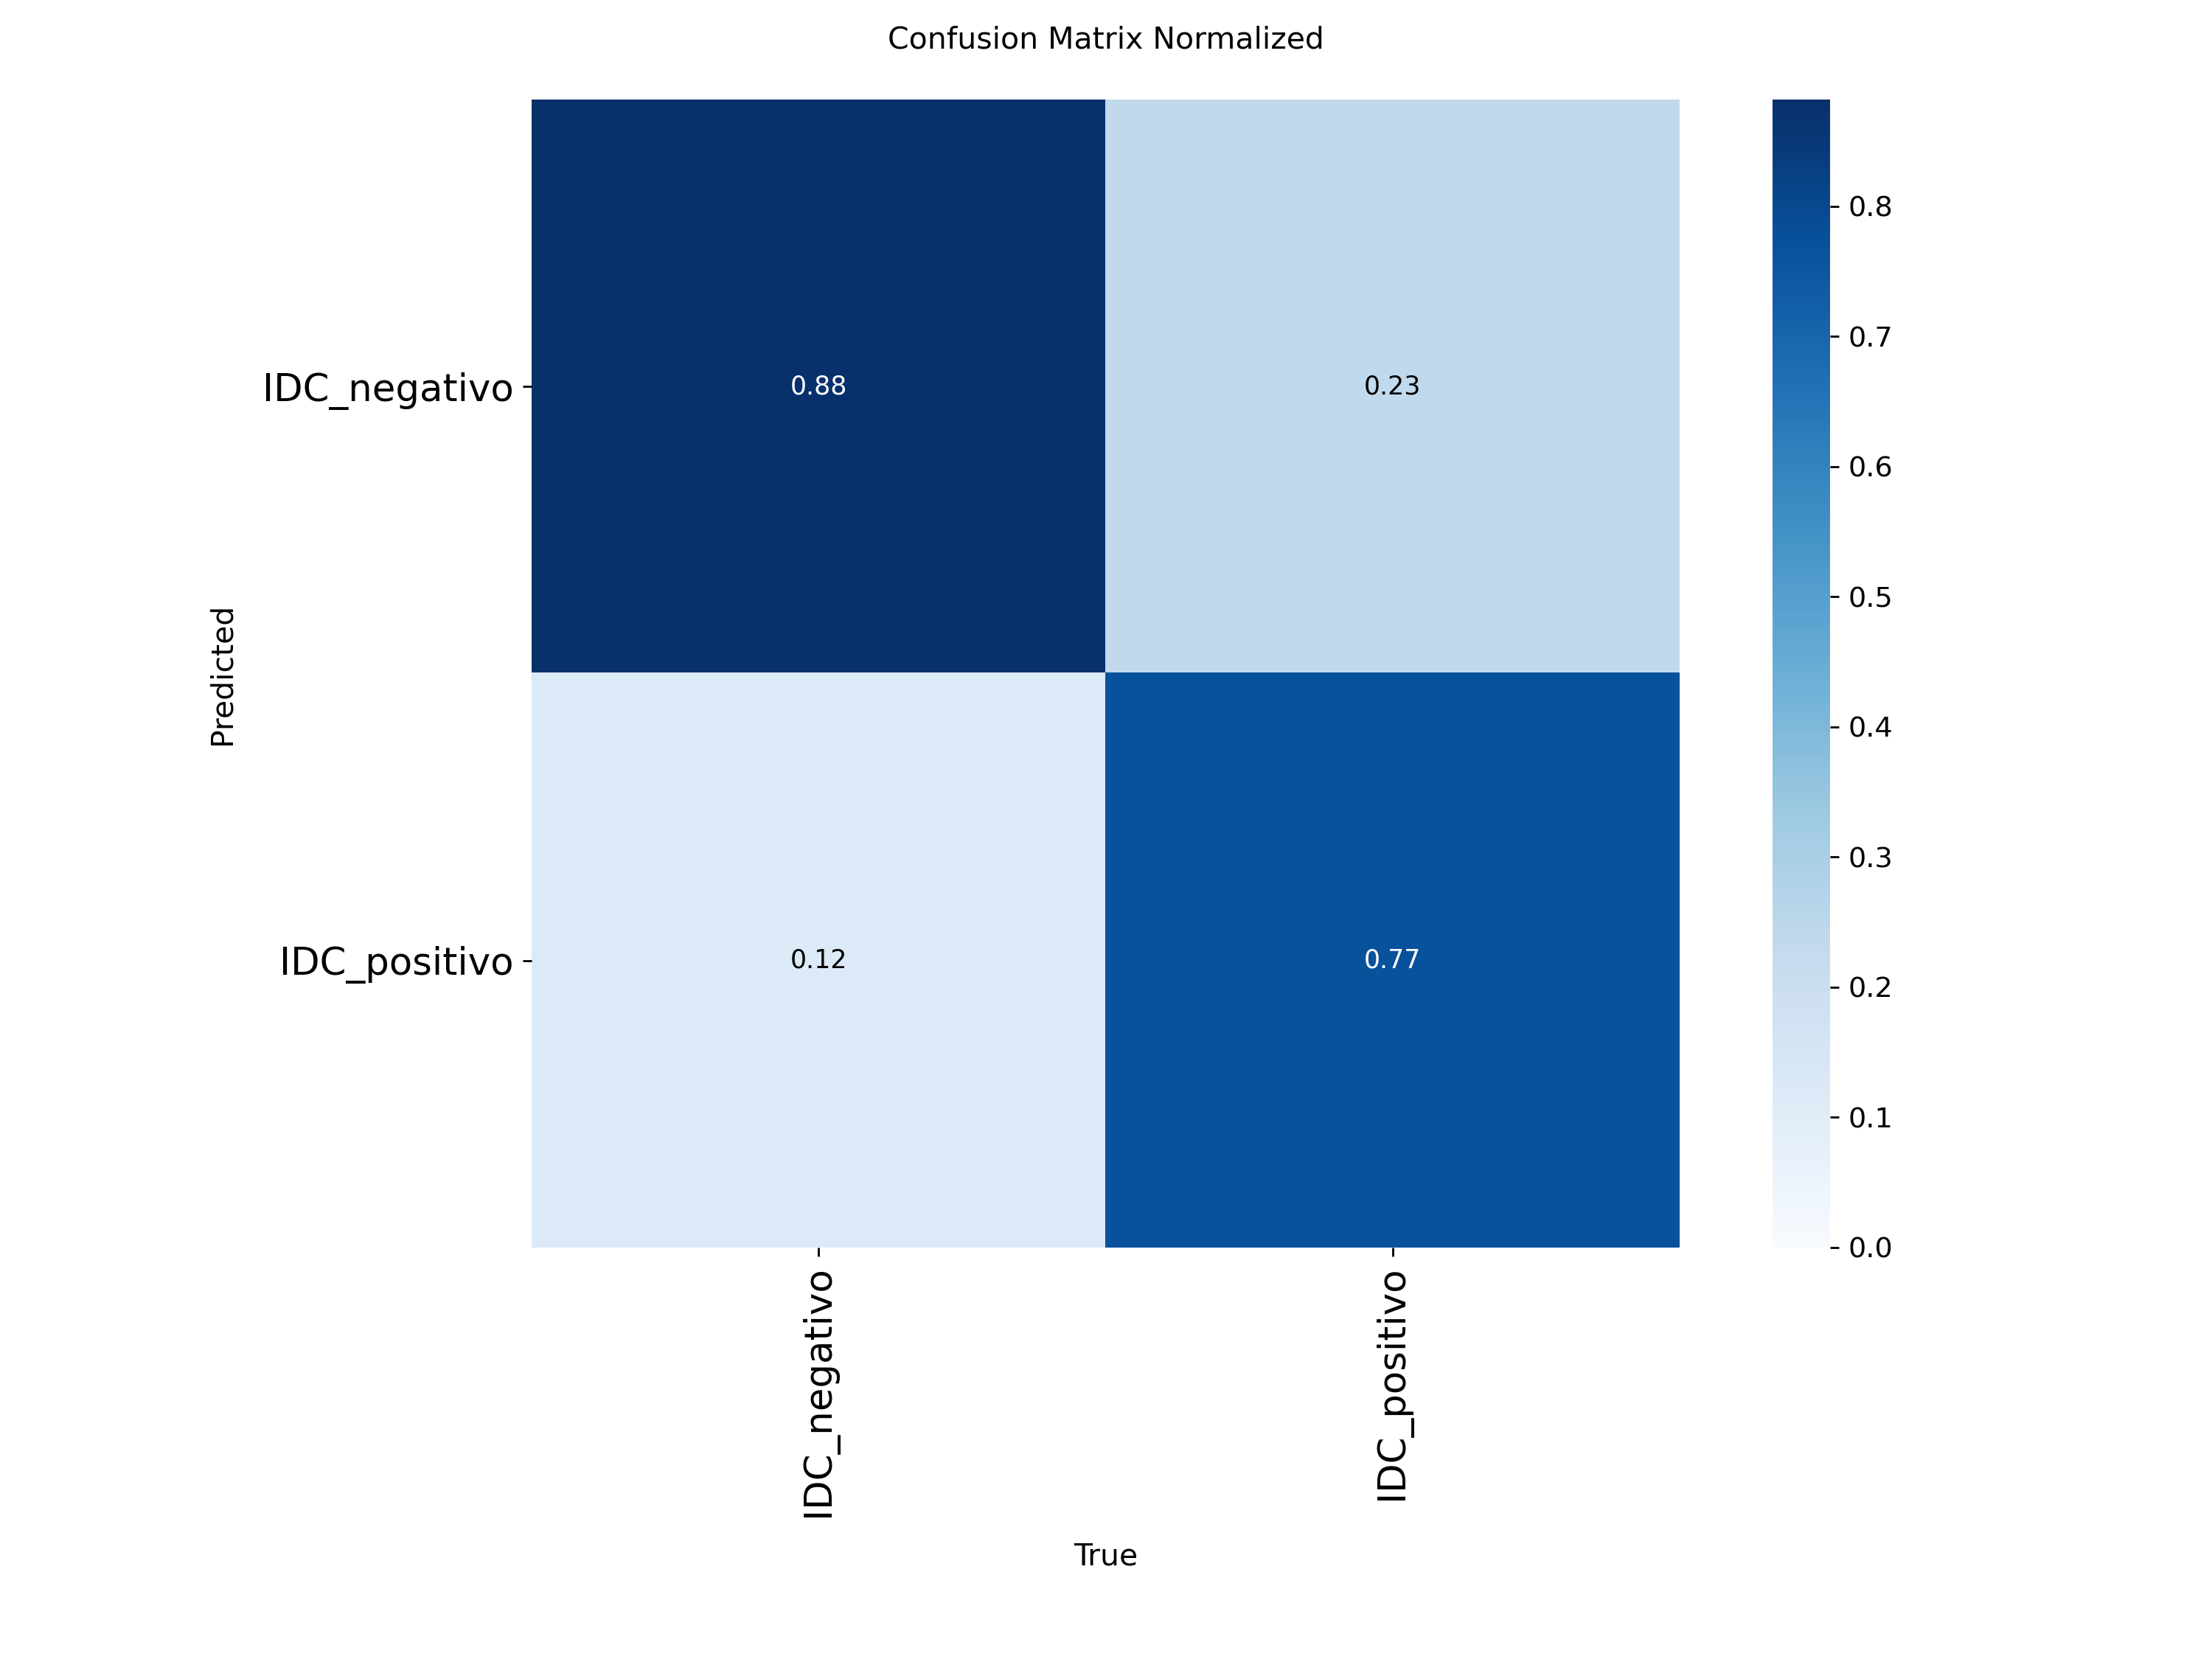 Confusion Matrix Normalized
Predicted
IDC_negativo
0.88
0.23
IDC_positivo
0.12
0.77
IDC_negativo
IDC_positivo
True
0.8
0.7
0.6
0.5
0.4
0.3
0.2
0.1
0.0